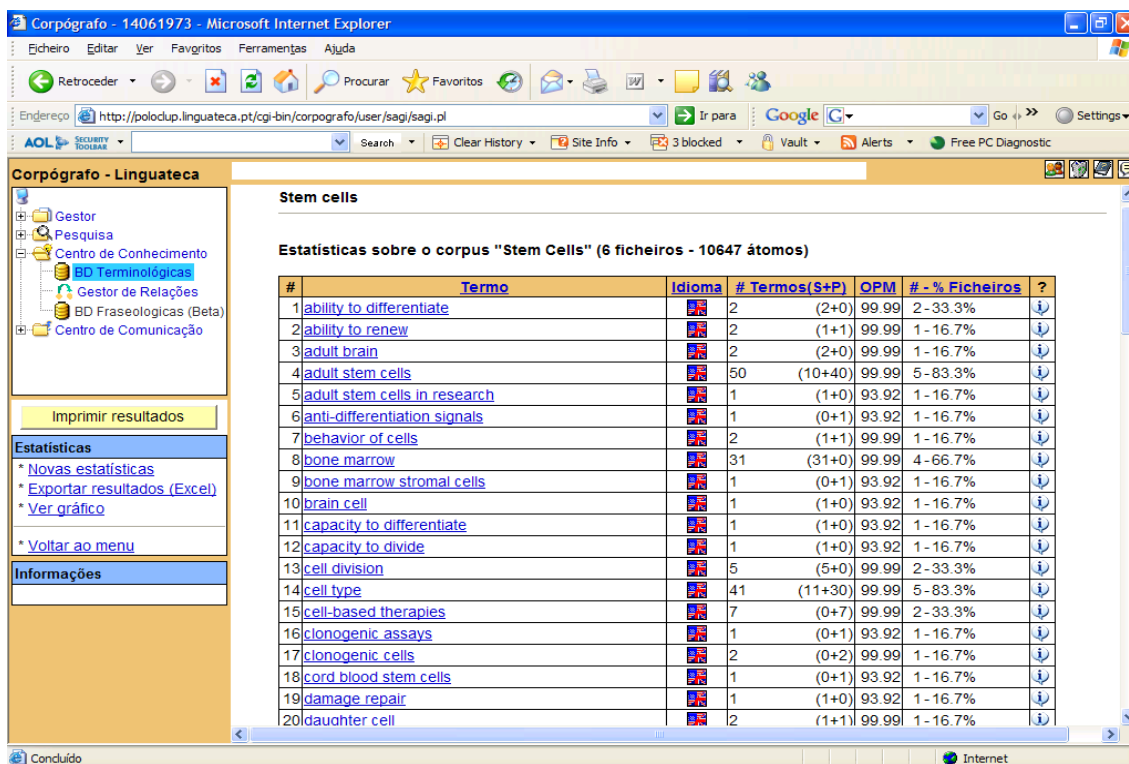 Corpógrafo - 14061973 - Microsoft Internet Explorer
Ficheiro Editar Ver Favoritos Ferramentas Ajuda
Retroceder Procurar Favoritos
Endereço http://poloclup.linguateca.pt/cgi-bin/corpografo/user/sagi/sagi.pl Ir para Google G Go Settings
AOL SECURITY TOOLBAR Search Clear History Site Info 3 blocked Vault Alerts Free PC Diagnostic
Corpógrafo - Linguateca
Gestor
Pesquisa
Centro de Conhecimento
BD Terminológicas
Gestor de Relações
BD Fraseologicas (Beta)
Centro de Comunicação
Imprimir resultados
Estatísticas
* Novas estatísticas
* Exportar resultados (Excel)
* Ver gráfico
* Voltar ao menu
Informações
Stem cells
Estatísticas sobre o corpus "Stem Cells" (6 ficheiros - 10647 átomos)
# Termo Idioma # Termos(S+P) OPM # - % Ficheiros ?
1 ability to differentiate 2 (2+0) 99.99 2 - 33.3%
2 ability to renew 2 (1+1) 99.99 1 - 16.7%
3 adult brain 2 (2+0) 99.99 1 - 16.7%
4 adult stem cells 50 (10+40) 99.99 5 - 83.3%
5 adult stem cells in research 1 (1+0) 93.92 1 - 16.7%
6 anti-differentiation signals 1 (0+1) 93.92 1 - 16.7%
7 behavior of cells 2 (1+1) 99.99 1 - 16.7%
8 bone marrow 31 (31+0) 99.99 4 - 66.7%
9 bone marrow stromal cells 1 (0+1) 93.92 1 - 16.7%
10 brain cell 1 (1+0) 93.92 1 - 16.7%
11 capacity to differentiate 1 (1+0) 93.92 1 - 16.7%
12 capacity to divide 1 (1+0) 93.92 1 - 16.7%
13 cell division 5 (5+0) 99.99 2 - 33.3%
14 cell type 41 (11+30) 99.99 5 - 83.3%
15 cell-based therapies 7 (0+7) 99.99 2 - 33.3%
16 clonogenic assays 1 (0+1) 93.92 1 - 16.7%
17 clonogenic cells 2 (0+2) 99.99 1 - 16.7%
18 cord blood stem cells 1 (0+1) 93.92 1 - 16.7%
19 damage repair 1 (1+0) 93.92 1 - 16.7%
20 daughter cell 2 (1+1) 99.99 1 - 16.7%
Concluído Internet